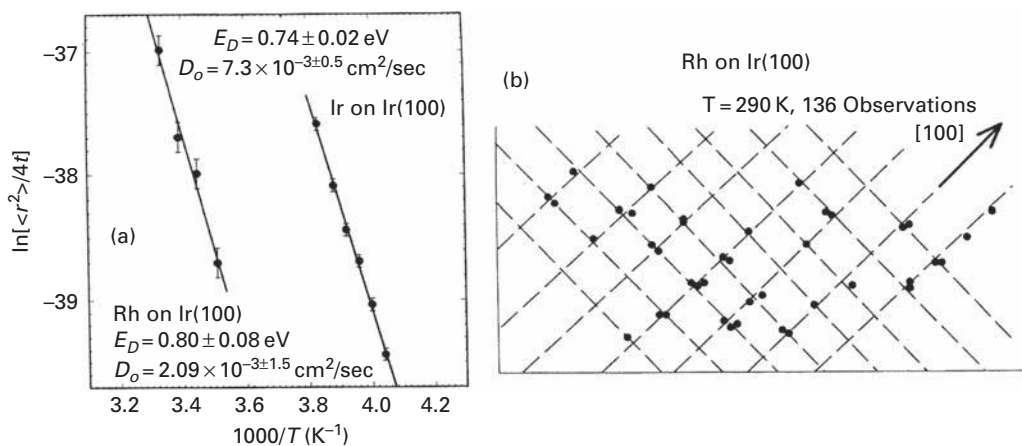 E_D = 0.74 ± 0.02 eV
D_o = 7.3 × 10^{−3±0.5} cm²/sec
Ir on Ir(100)
(a)
Rh on Ir(100)
E_D = 0.80 ± 0.08 eV
D_o = 2.09 × 10^{−3±1.5} cm²/sec
ln[<r²>/4t]
−37
−38
−39
3.2 3.4 3.6 3.8 4.0 4.2
1000/T (K⁻¹)
(b)
Rh on Ir(100)
T = 290 K, 136 Observations
[100]